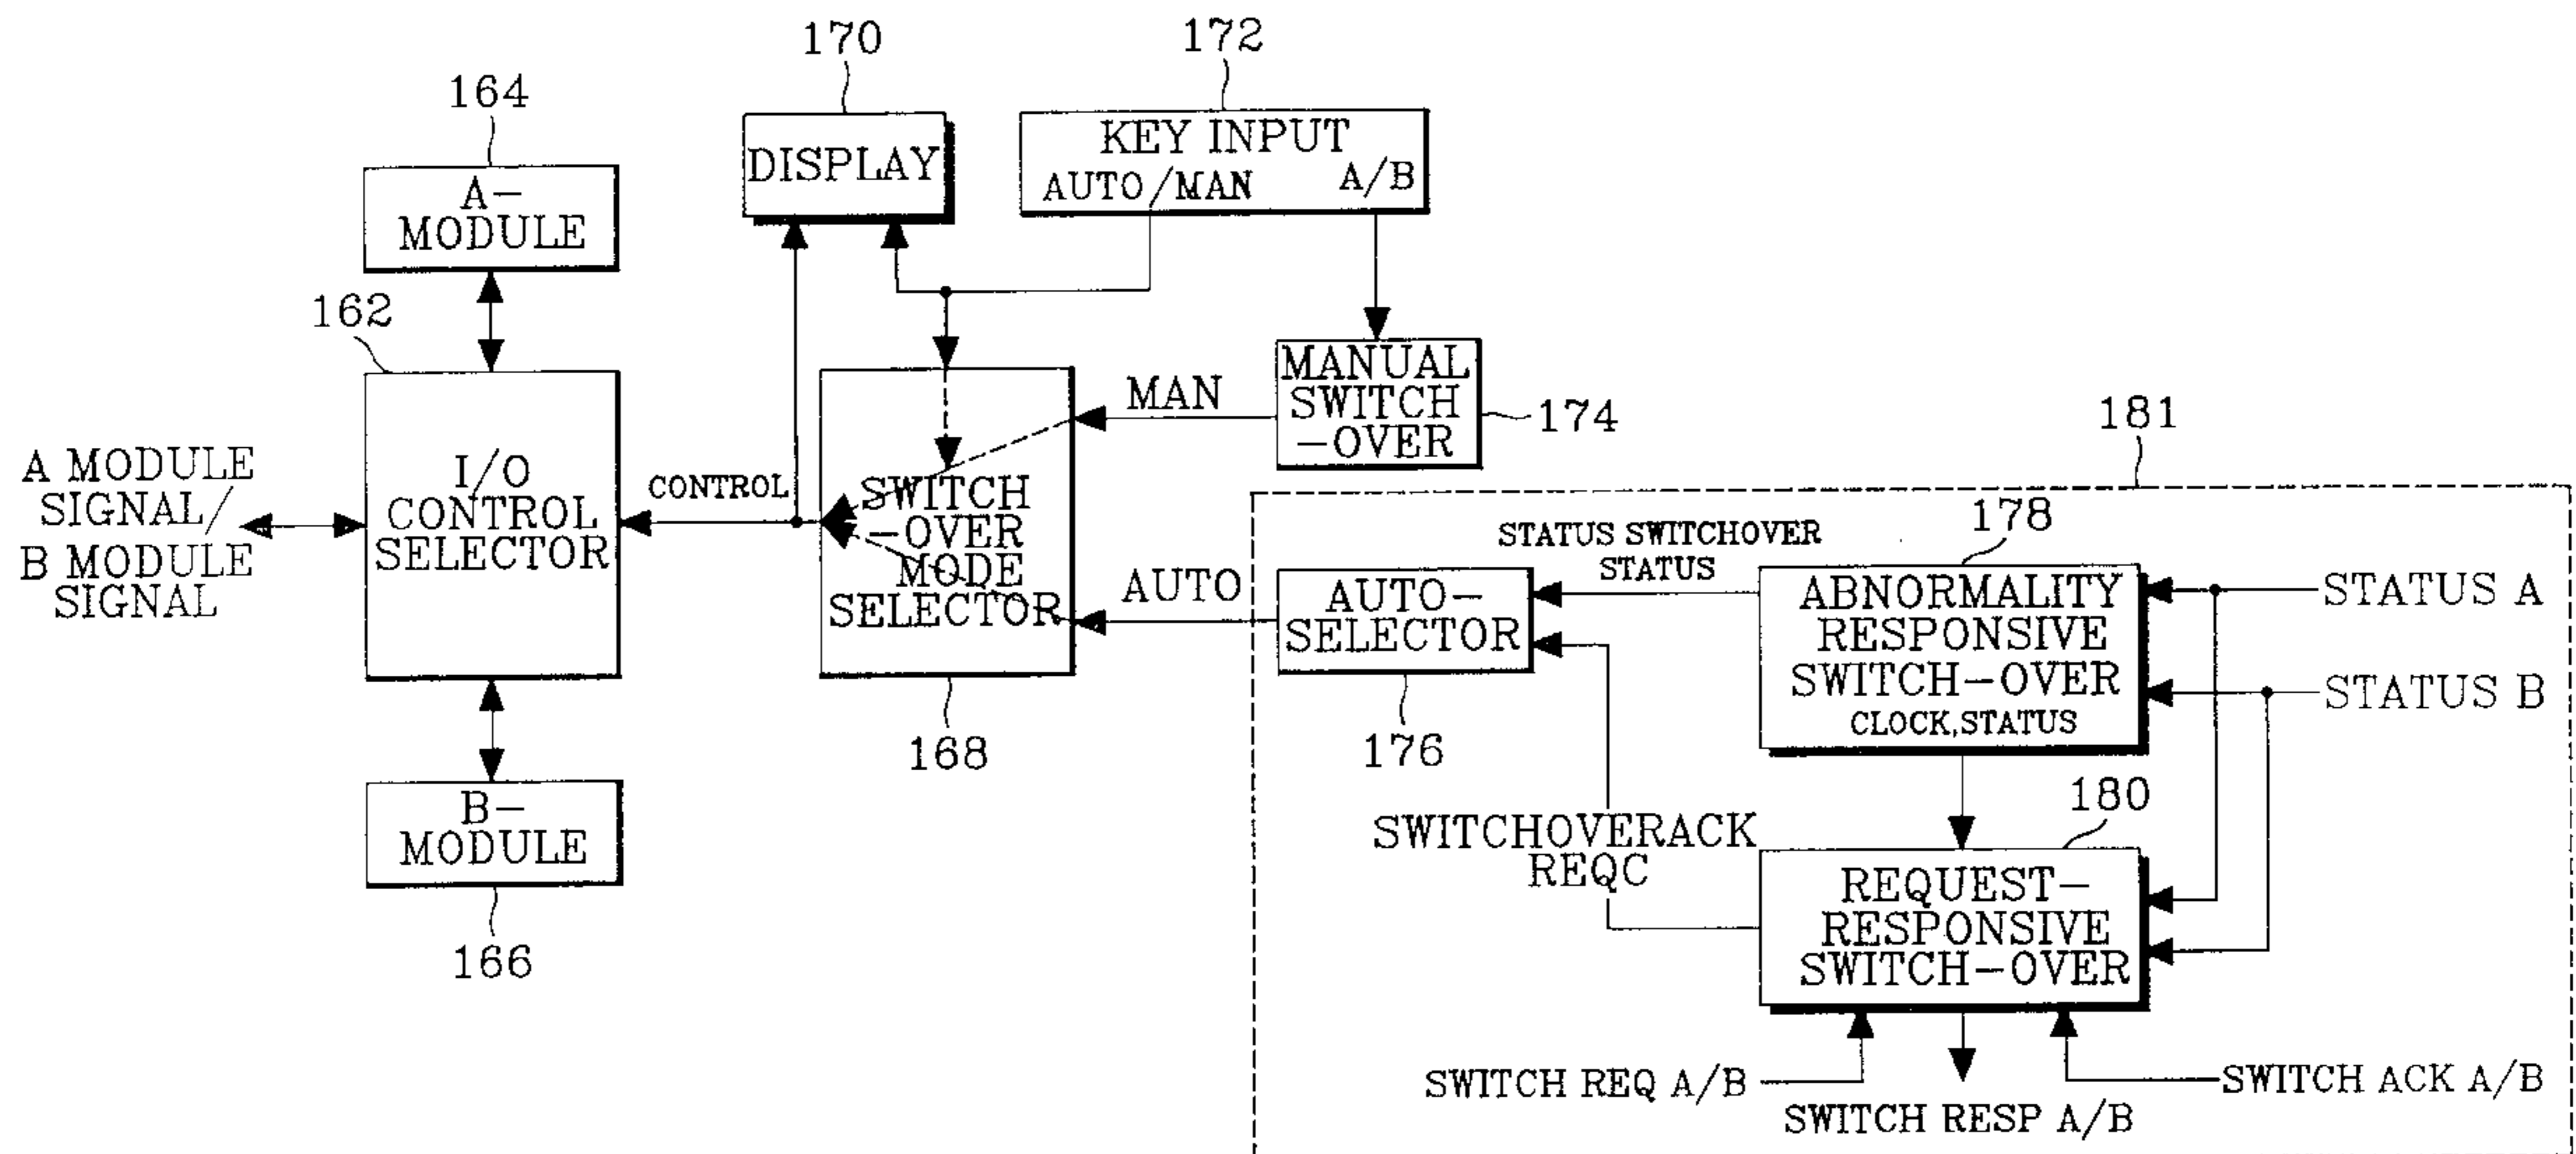 170
172
164
KEY INPUT
AUTO/MAN A/B
DISPLAY
A-
MODULE
162
MANUAL
SWITCH
-OVER
174
MAN
181
A MODULE
SIGNAL/
B MODULE
SIGNAL
I/O
CONTROL
SELECTOR
CONTROL
SWITCH
-OVER
MODE
SELECTOR
168
AUTO
AUTO-
SELECTOR
176
STATUS SWITCHOVER
STATUS
178
ABNORMALITY
RESPONSIVE
SWITCH-OVER
CLOCK,STATUS
STATUS A
STATUS B
B-
MODULE
166
SWITCHOVERACK
REQC
180
REQUEST-
RESPONSIVE
SWITCH-OVER
SWITCH REQ A/B
SWITCH RESP A/B
SWITCH ACK A/B